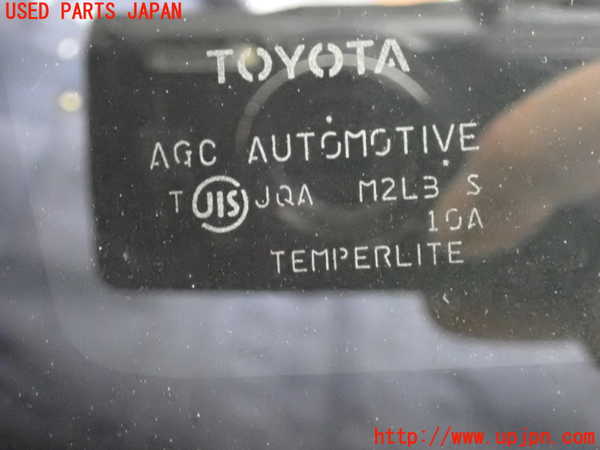 USED PARTS JAPAN
TOYOTA
AGC AUTOMOTIVE
T JIS JQA M2L3 S
10A
TEMPERLITE
http://www.upjpn.com